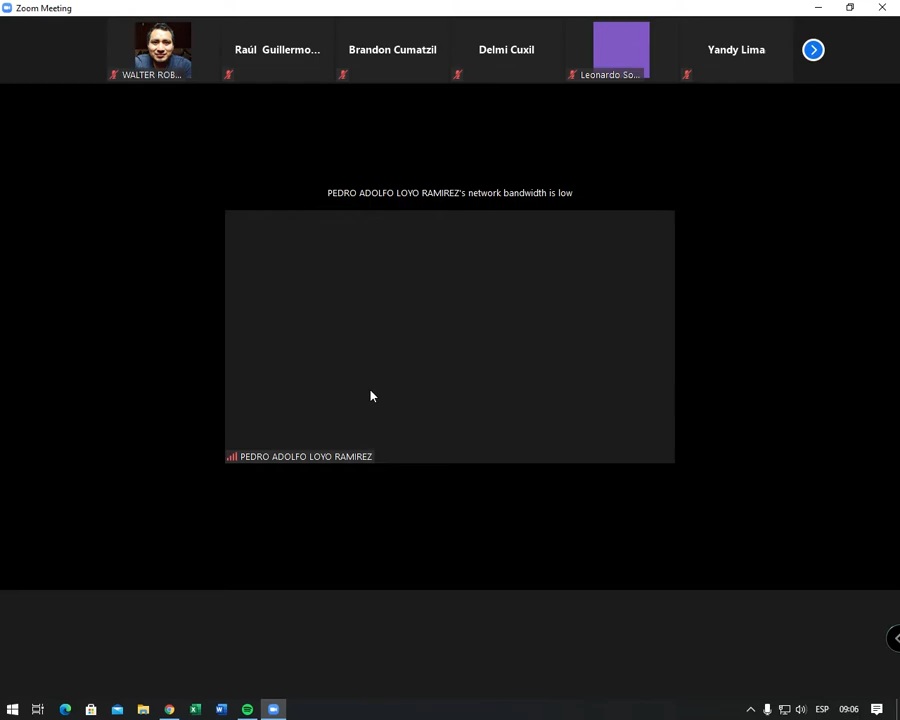 Zoom Meeting
WALTER ROB...
Raúl Guillermo...
Brandon Cumatzil
Delmi Cuxil
Leonardo So...
Yandy Lima
PEDRO ADOLFO LOYO RAMIREZ's network bandwidth is low
PEDRO ADOLFO LOYO RAMIREZ
ESP
09:06